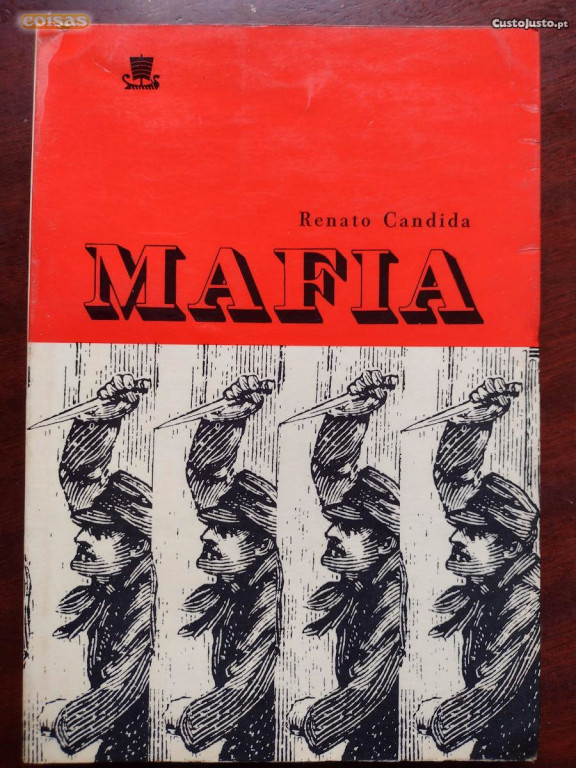 coisas
CustoJusto.pt
Renato Candida
MAFIA